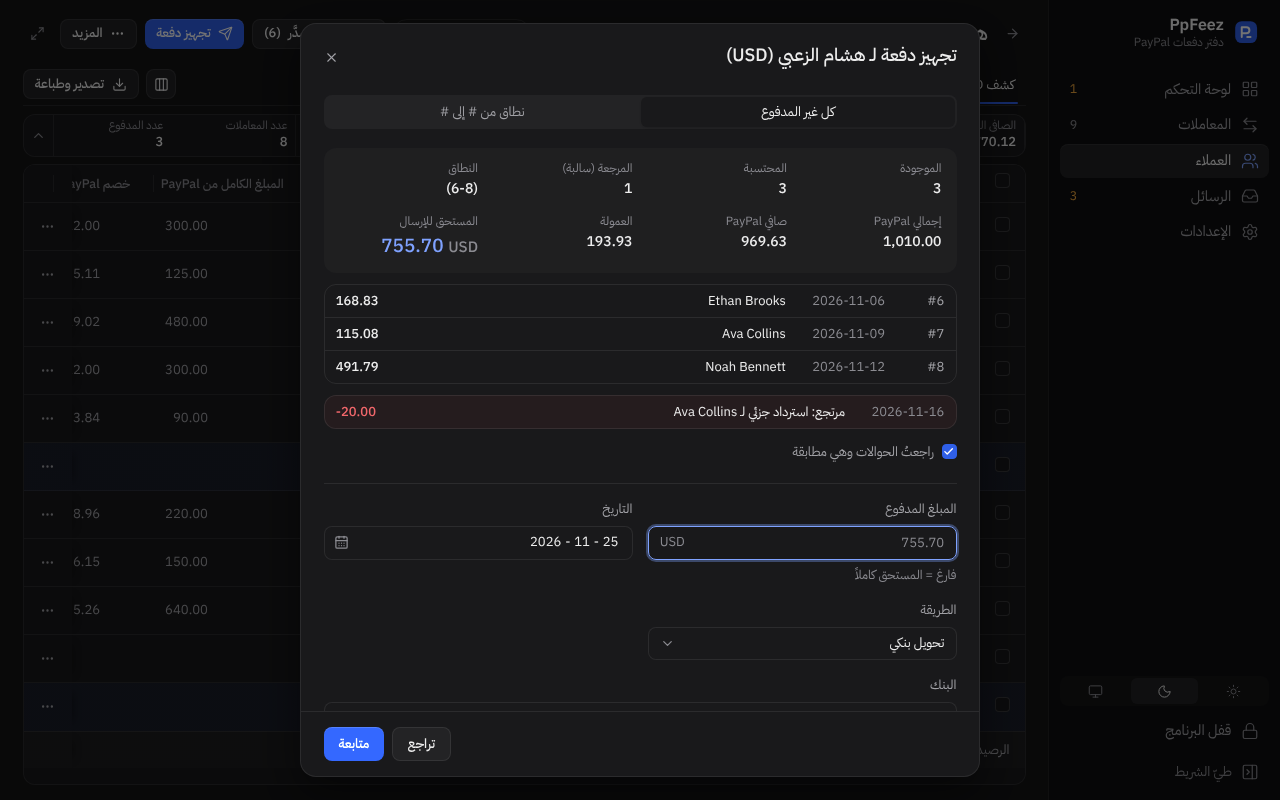 PpFeez
دفتر دفعات PayPal
لوحة التحكم 1
المعاملات 9
العملاء
الرسائل 3
الإعدادات
قفل البرنامج
طيّ الشريط
(6)
تجهيز دفعة
المزيد
كشف
تصدير وطباعة
الصافي
70.12
عدد المعاملات
8
عدد المدفوع
3
المبلغ الكامل من PayPal
خصم
300.00 2.00
125.00 5.11
480.00 9.02
300.00 2.00
90.00 3.84
220.00 8.96
150.00 6.15
640.00 5.26
تجهيز دفعة لـ هشام الزعبي (USD)
كل غير المدفوع
نطاق من # إلى #
الموجودة
3
المحتسبة
3
المرجعة (سالبة)
1
النطاق
(6-8)
إجمالي PayPal
1,010.00
صافي PayPal
969.63
العمولة
193.93
المستحق للإرسال
755.70 USD
#6 2026-11-06 Ethan Brooks 168.83
#7 2026-11-09 Ava Collins 115.08
#8 2026-11-12 Noah Bennett 491.79
2026-11-16 مرتجع: استرداد جزئي لـ Ava Collins -20.00
راجعتُ الحوالات وهي مطابقة
المبلغ المدفوع
755.70 USD
فارغ = المستحق كاملاً
التاريخ
2026 - 11 - 25
الطريقة
تحويل بنكي
البنك
تراجع
متابعة